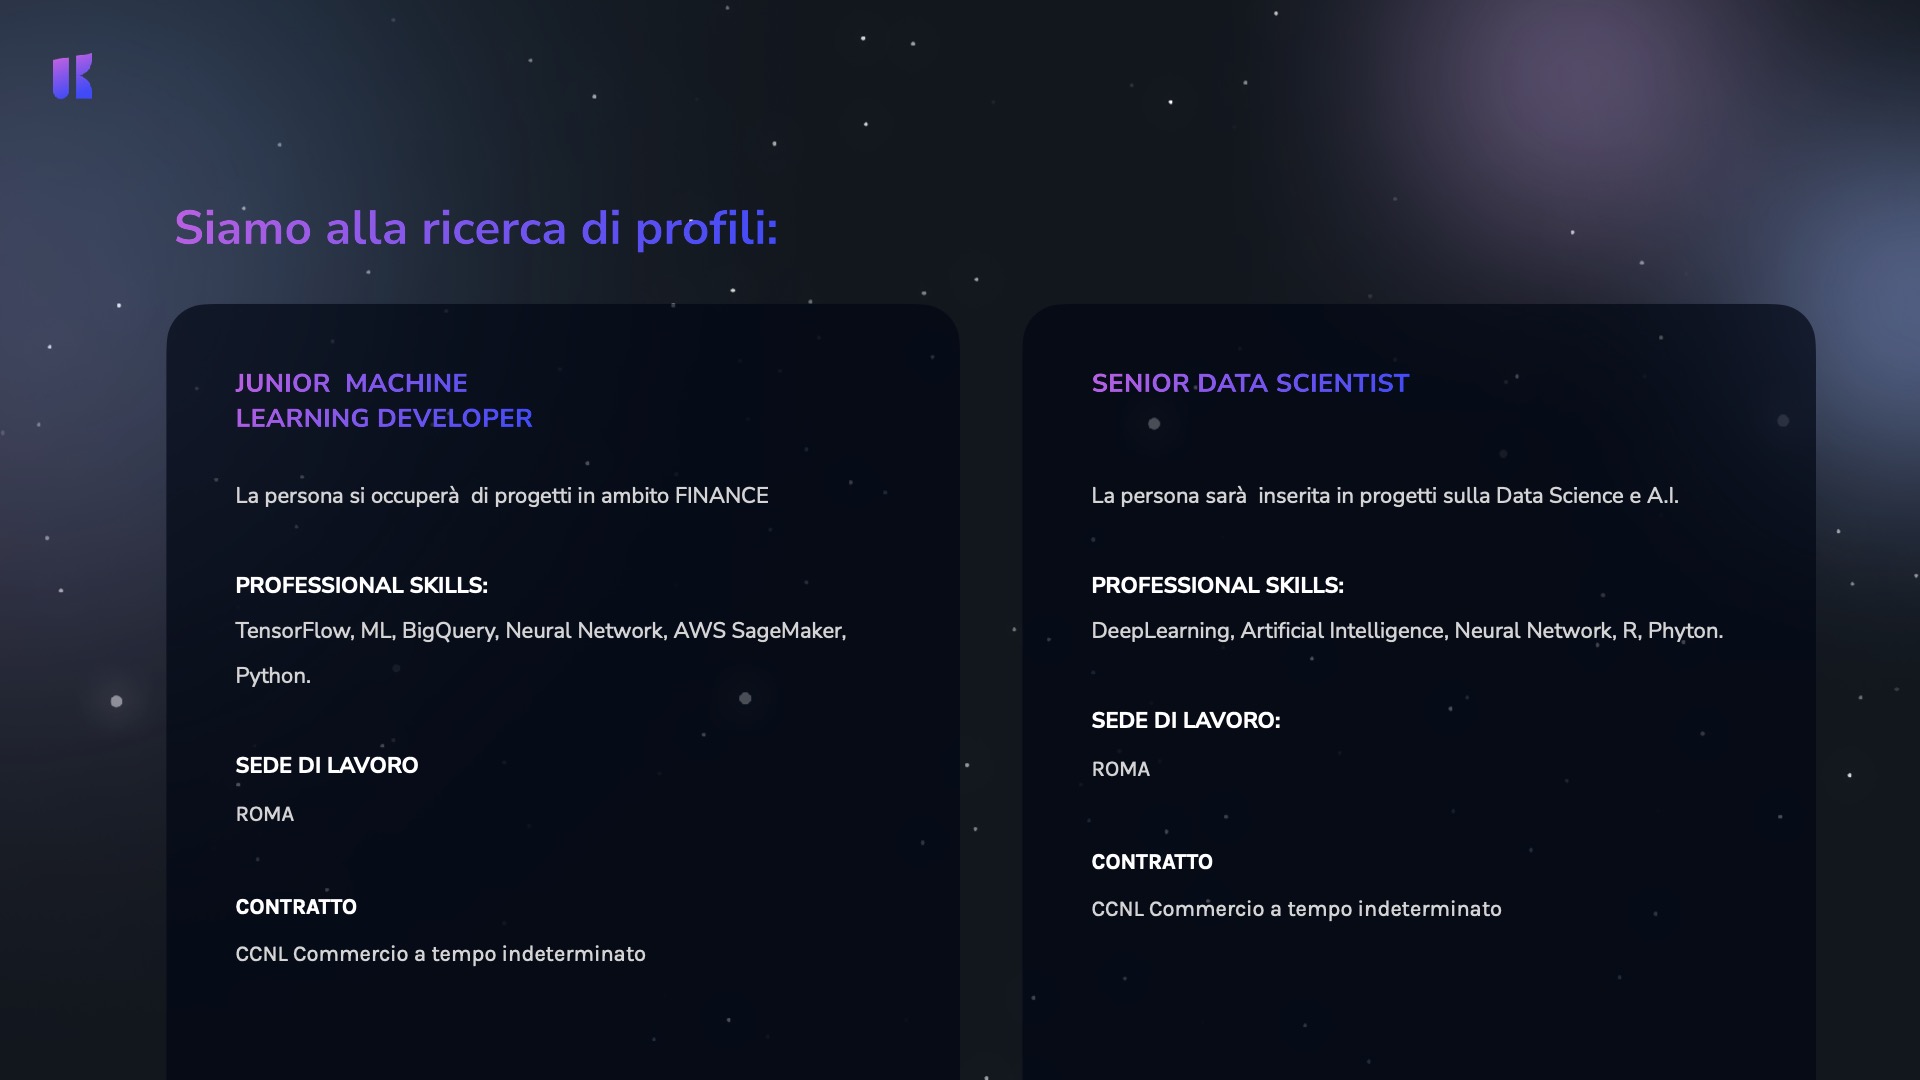 Siamo alla ricerca di profili:
JUNIOR  MACHINE
LEARNING DEVELOPER
La persona si occuperà  di progetti in ambito FINANCE
PROFESSIONAL SKILLS:
TensorFlow, ML, BigQuery, Neural Network, AWS SageMaker,
Python.
SEDE DI LAVORO
ROMA
CONTRATTO
CCNL Commercio a tempo indeterminato
SENIOR DATA SCIENTIST
La persona sarà  inserita in progetti sulla Data Science e A.I.
PROFESSIONAL SKILLS:
DeepLearning, Artificial Intelligence, Neural Network, R, Phyton.
SEDE DI LAVORO:
ROMA
CONTRATTO
CCNL Commercio a tempo indeterminato